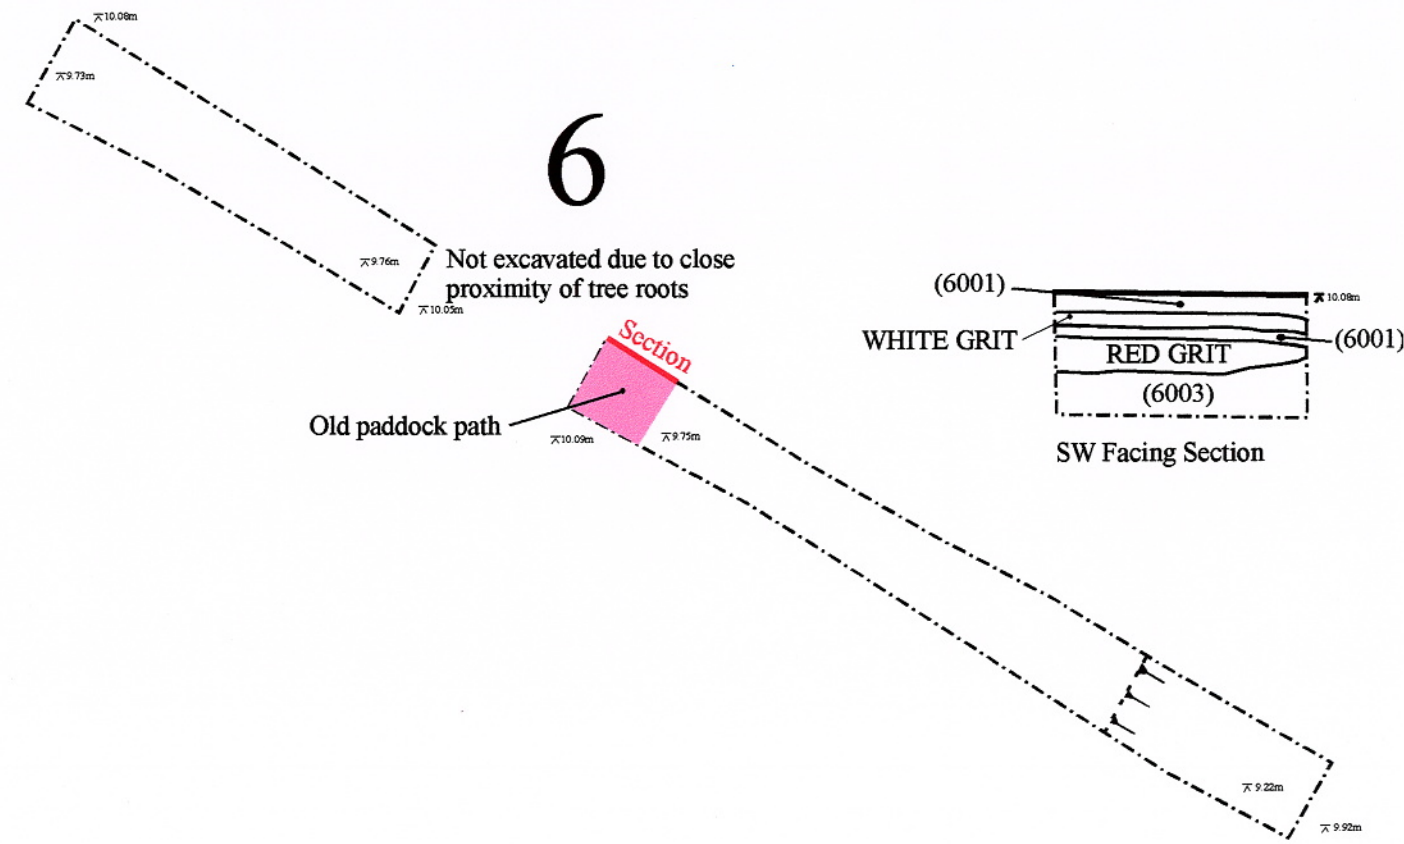 10.08m
9.73m
6
9.76m
Not excavated due to close
proximity of tree roots
10.05m
(6001)
10.08m
WHITE GRIT
(6001)
RED GRIT
(6003)
SW Facing Section
Section
Old paddock path
10.09m
9.75m
9.22m
9.92m